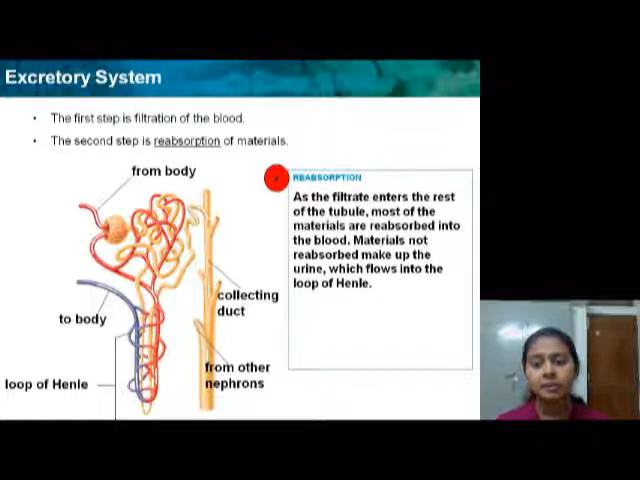 Excretory System
• The first step is filtration of the blood.
• The second step is reabsorption of materials.
from body
REABSORPTION
As the filtrate enters the rest
of the tubule, most of the
materials are reabsorbed into
the blood. Materials not
reabsorbed make up the
urine, which flows into the
loop of Henle.
collecting
duct
to body
from other
nephrons
loop of Henle